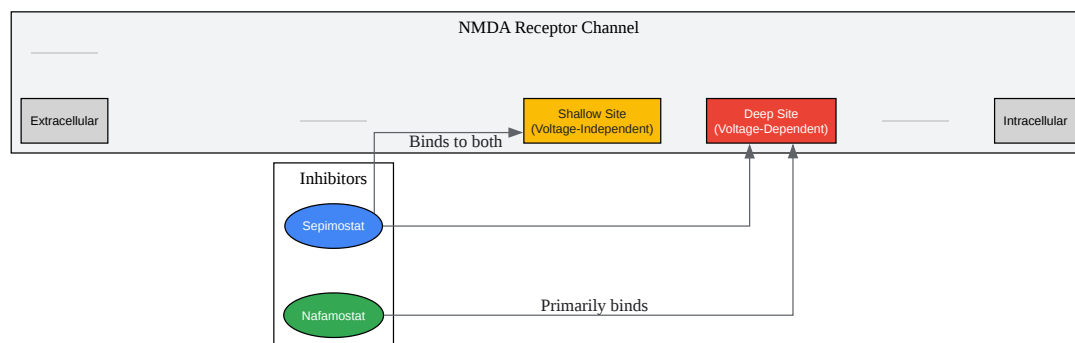 NMDA Receptor Channel
Extracellular
Shallow Site
(Voltage-Independent)
Deep Site
(Voltage-Dependent)
Intracellular
Binds to both
Inhibitors
Sepimostat
Nafamostat
Primarily binds